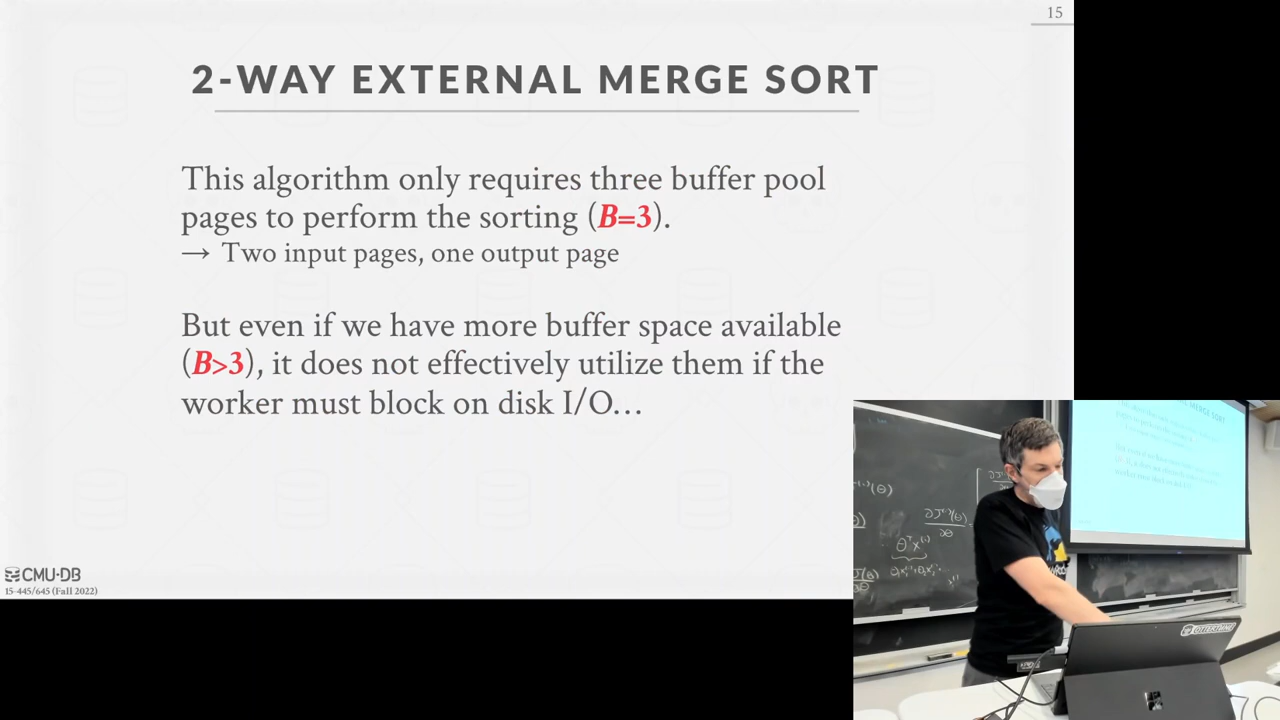 15
2-WAY EXTERNAL MERGE SORT
This algorithm only requires three buffer pool
pages to perform the sorting (B=3).
→ Two input pages, one output page
But even if we have more buffer space available
(B>3), it does not effectively utilize them if the
worker must block on disk I/O…
CMU·DB
15-445/645 (Fall 2022)